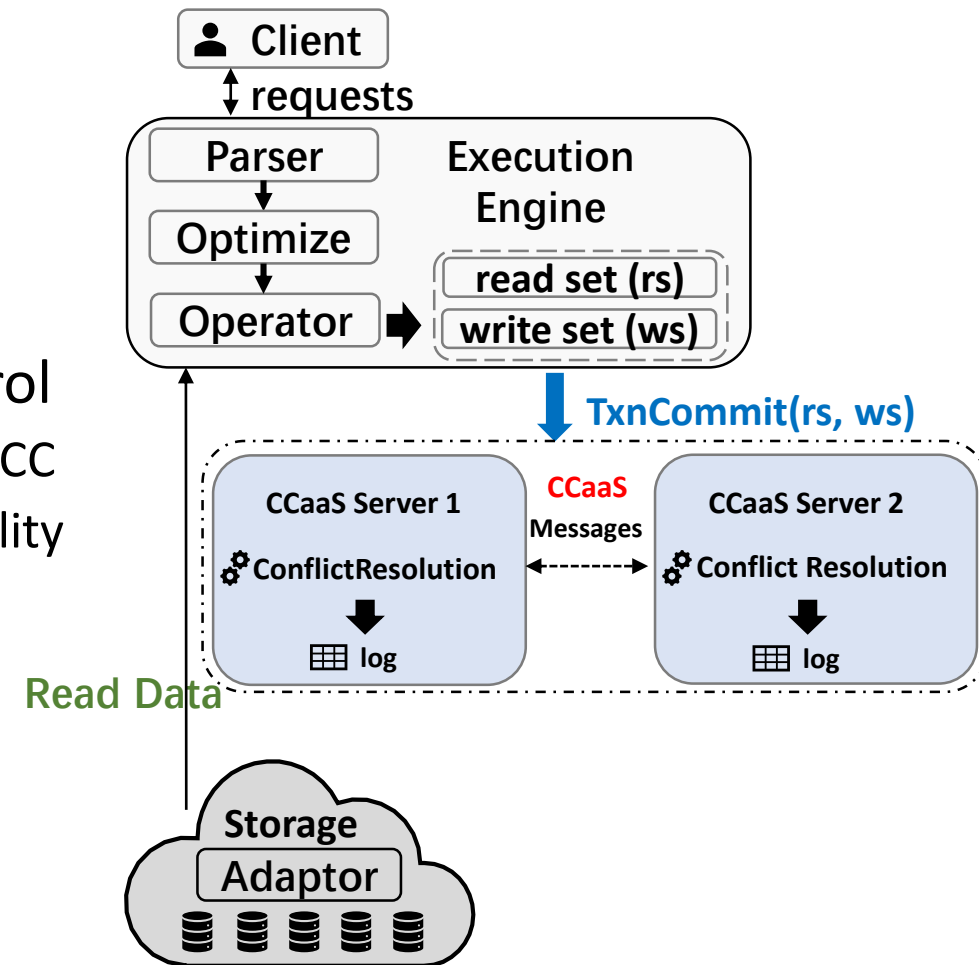 Client
requests
Parser
Execution
Engine
Optimize
read set (rs)
Operator
write set (ws)
rol
CC
lity
TxnCommit(rs, ws)
CCaaS Server 1
CCaaS
Messages
CCaaS Server 2
ConflictResolution
Conflict Resolution
log
log
Read Data
Storage
Adaptor